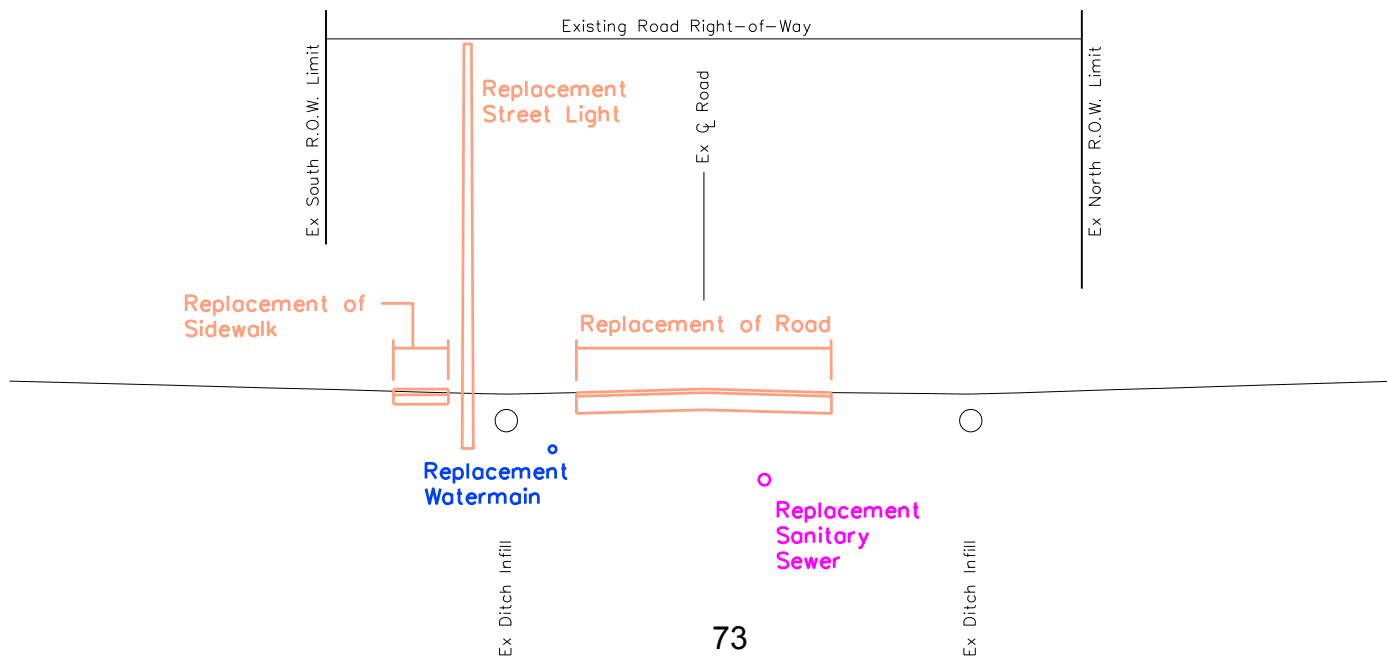 Existing Road Right-of-Way
Ex South R.O.W. Limit
Replacement
Street Light
Ex ℄ Road
Ex North R.O.W. Limit
Replacement of
Sidewalk
Replacement of Road
Replacement
Watermain
Replacement
Sanitary
Sewer
Ex Ditch Infill
Ex Ditch Infill
73